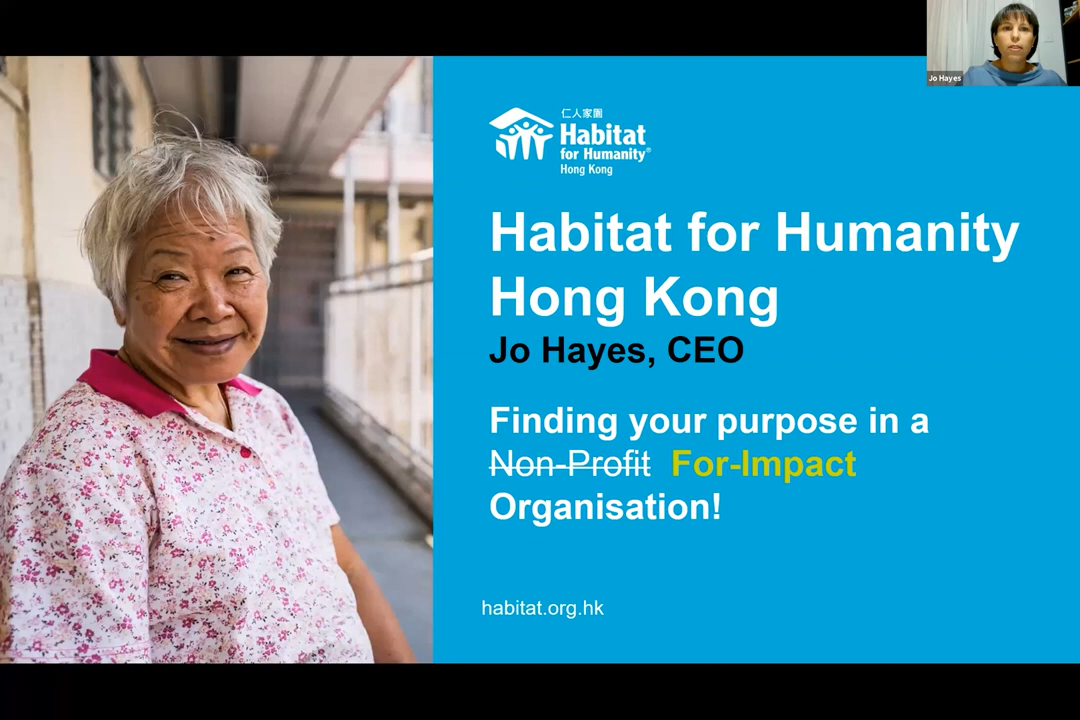 Jo Hayes
仁人家園
Habitat
for Humanity®
Hong Kong
Habitat for Humanity
Hong Kong
Jo Hayes, CEO
Finding your purpose in a
Non-Profit For-Impact
Organisation!
habitat.org.hk